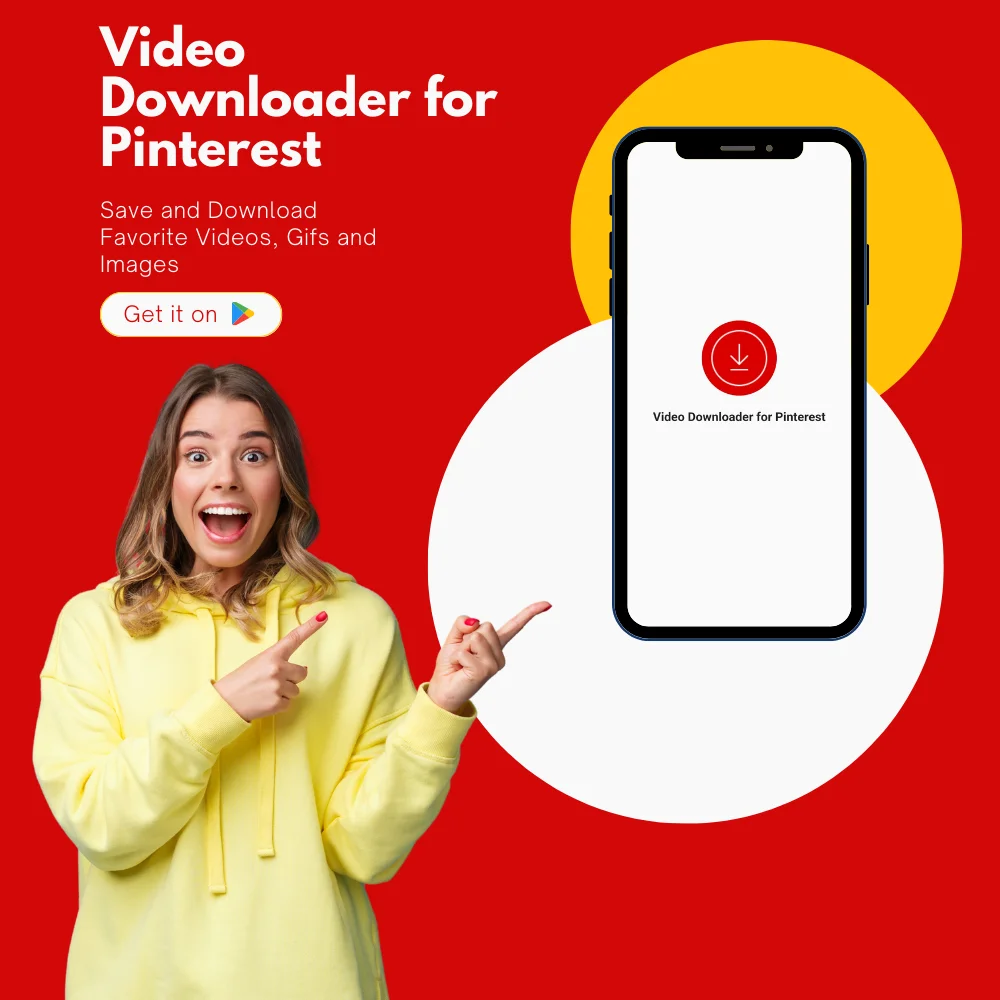 Video
Downloader for
Pinterest
Save and Download
Favorite Videos, Gifs and
Images
Get it on
Video Downloader for Pinterest